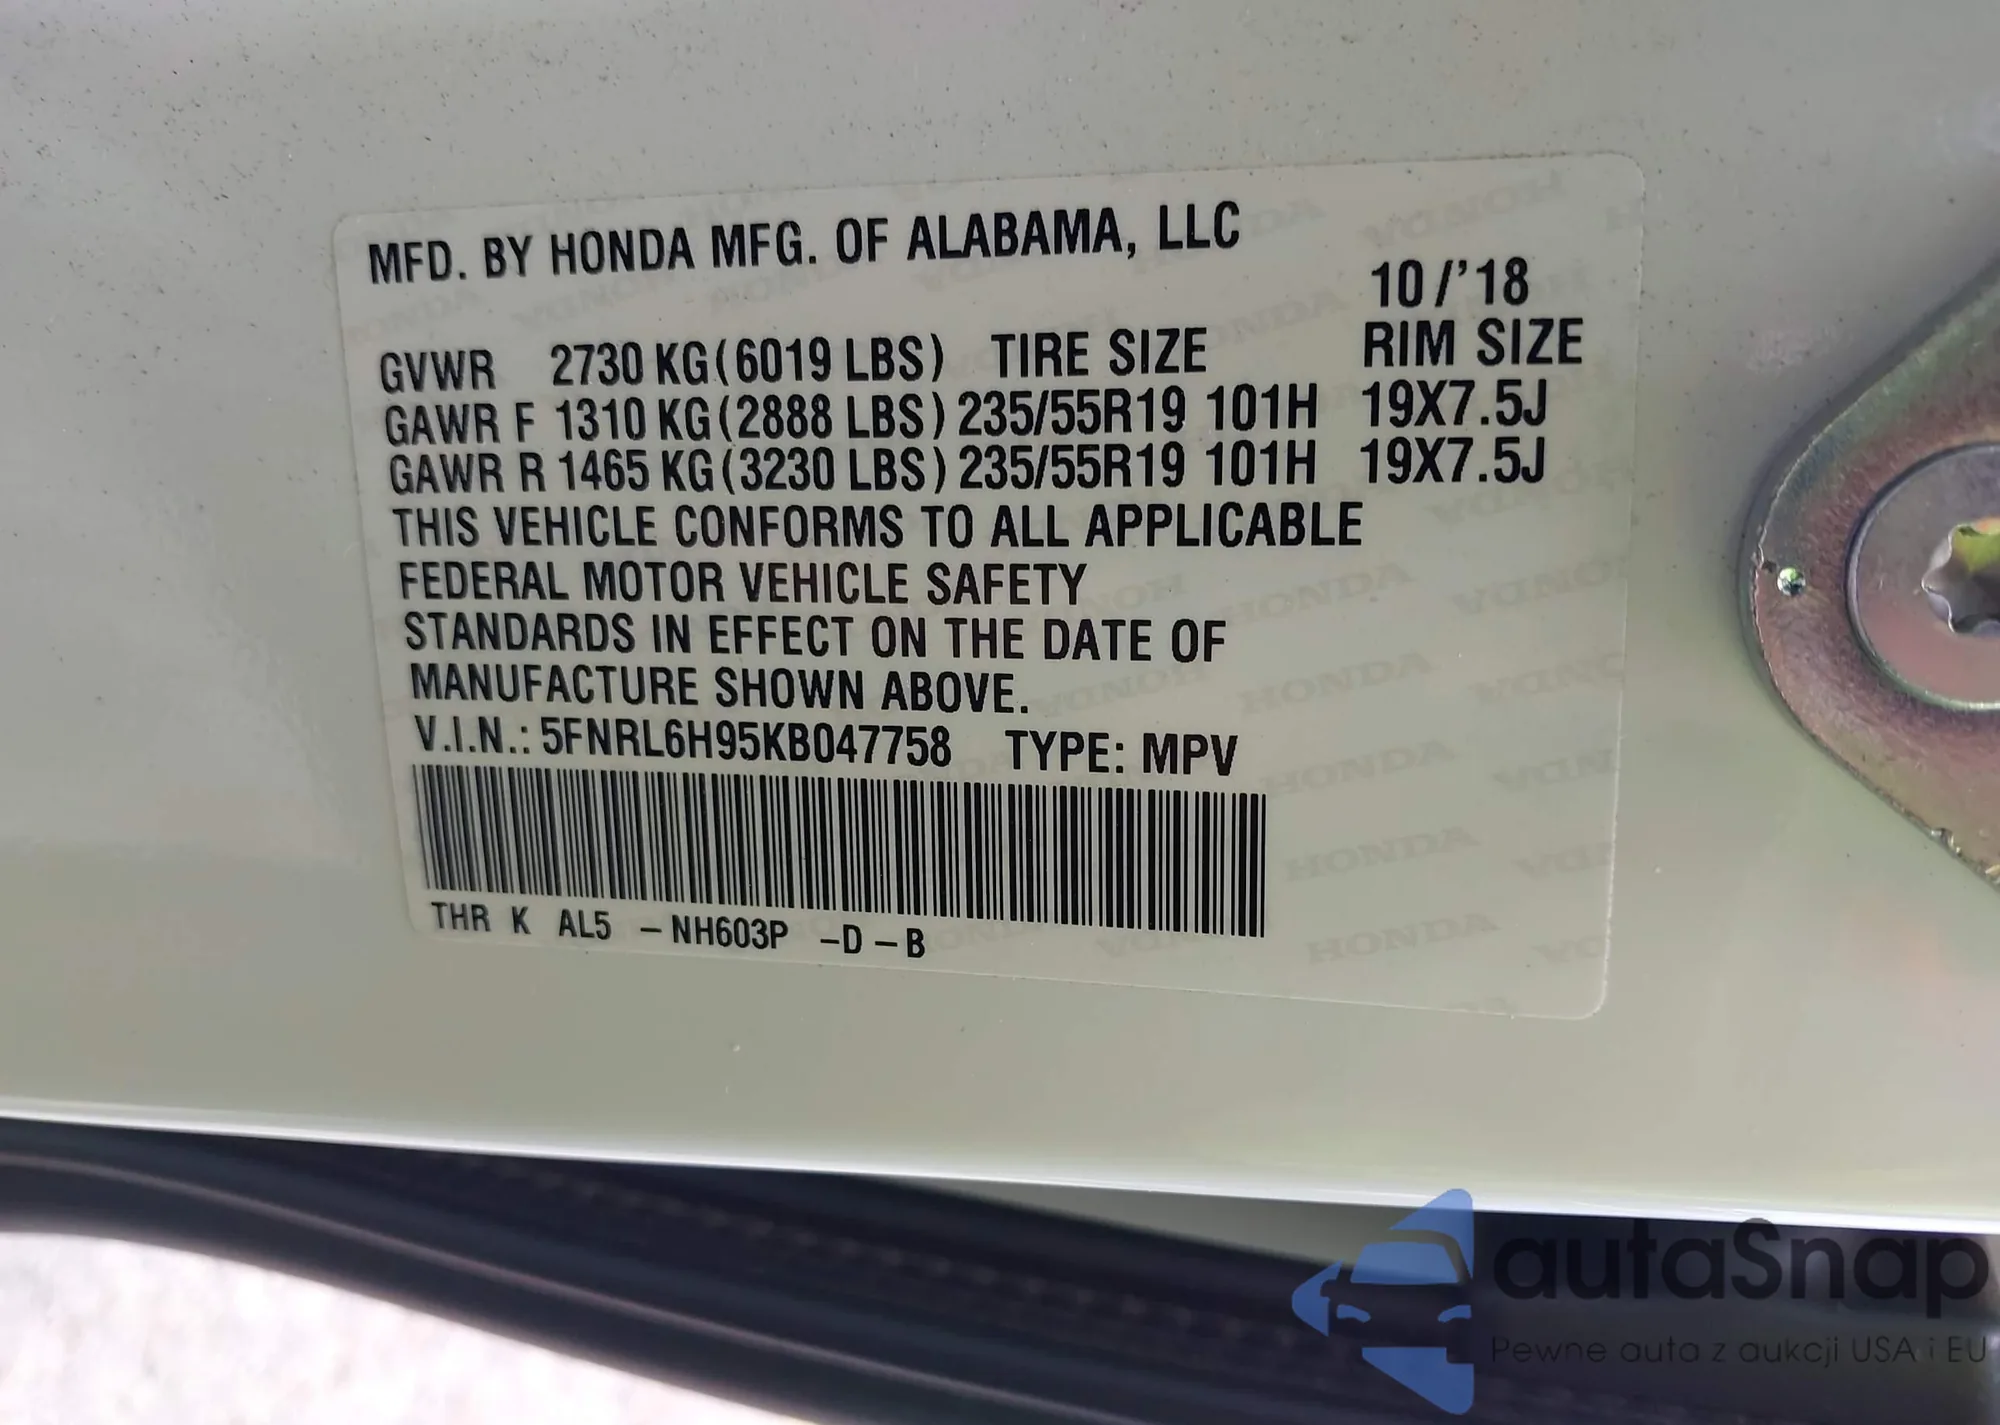 MFD. BY HONDA MFG. OF ALABAMA, LLC
10/'18
GVWR 2730 KG(6019 LBS) TIRE SIZE RIM SIZE
GAWR F 1310 KG(2888 LBS) 235/55R19 101H 19X7.5J
GAWR R 1465 KG(3230 LBS) 235/55R19 101H 19X7.5J
THIS VEHICLE CONFORMS TO ALL APPLICABLE
FEDERAL MOTOR VEHICLE SAFETY
STANDARDS IN EFFECT ON THE DATE OF
MANUFACTURE SHOWN ABOVE.
V.I.N.: 5FNRL6H95KB047758 TYPE: MPV
THR K AL5 -NH603P -D-B
autaSnap
Pewne auta z aukcji USA i EU